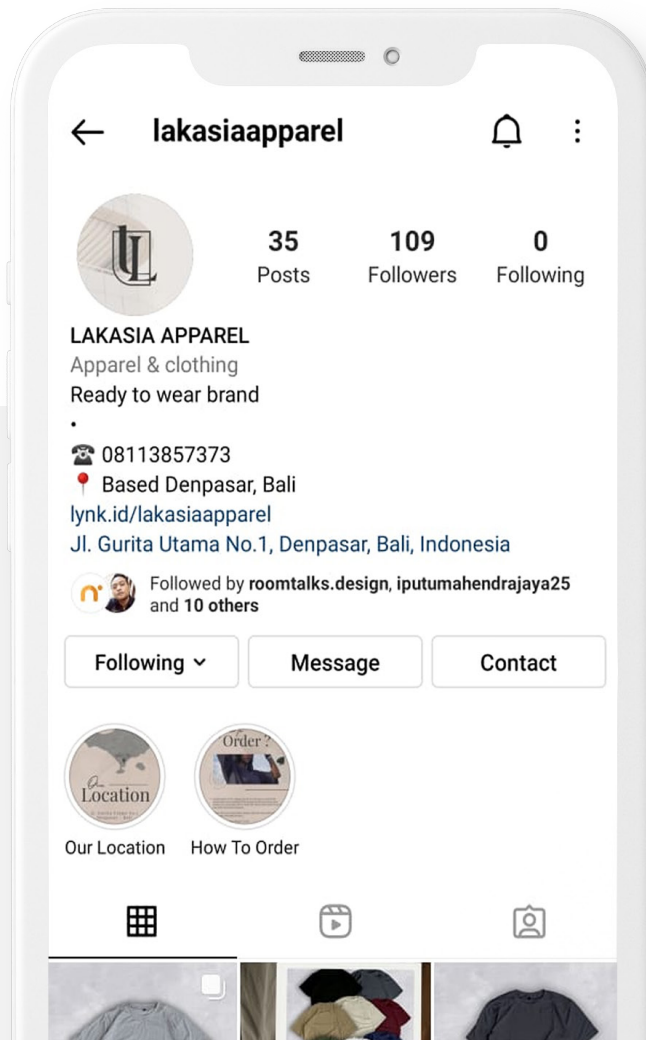 lakasiaapparel
35 109 0
Posts Followers Following
LAKASIA APPAREL
Apparel & clothing
Ready to wear brand
•
08113857373
Based Denpasar, Bali
lynk.id/lakasiaapparel
Jl. Gurita Utama No.1, Denpasar, Bali, Indonesia
Followed by roomtalks.design, iputumahendrajaya25
and 10 others
Following Message Contact
Our
Location
Order ?
Our Location How To Order